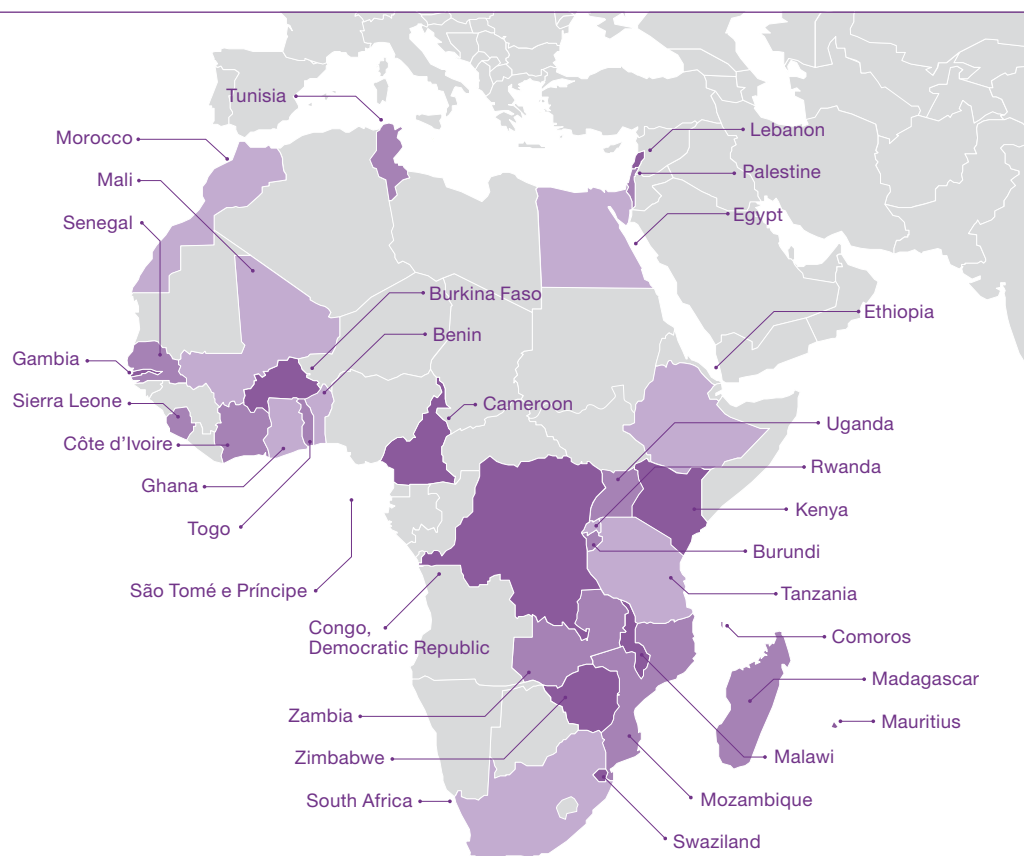 Tunisia
Morocco
Mali
Senegal
Gambia
Sierra Leone
Côte d’Ivoire
Ghana
Togo
São Tomé e Príncipe
Congo,
Democratic Republic
Zambia
Zimbabwe
South Africa
Burkina Faso
Benin
Cameroon
Lebanon
Palestine
Egypt
Ethiopia
Uganda
Rwanda
Kenya
Burundi
Tanzania
Comoros
Madagascar
Mauritius
Malawi
Mozambique
Swaziland